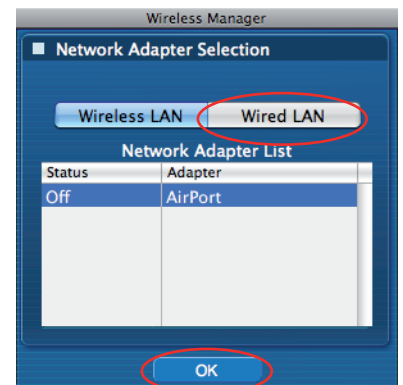 Wireless Manager
Network Adapter Selection
Wireless LAN Wired LAN
Network Adapter List
Status Adapter
Off AirPort
OK